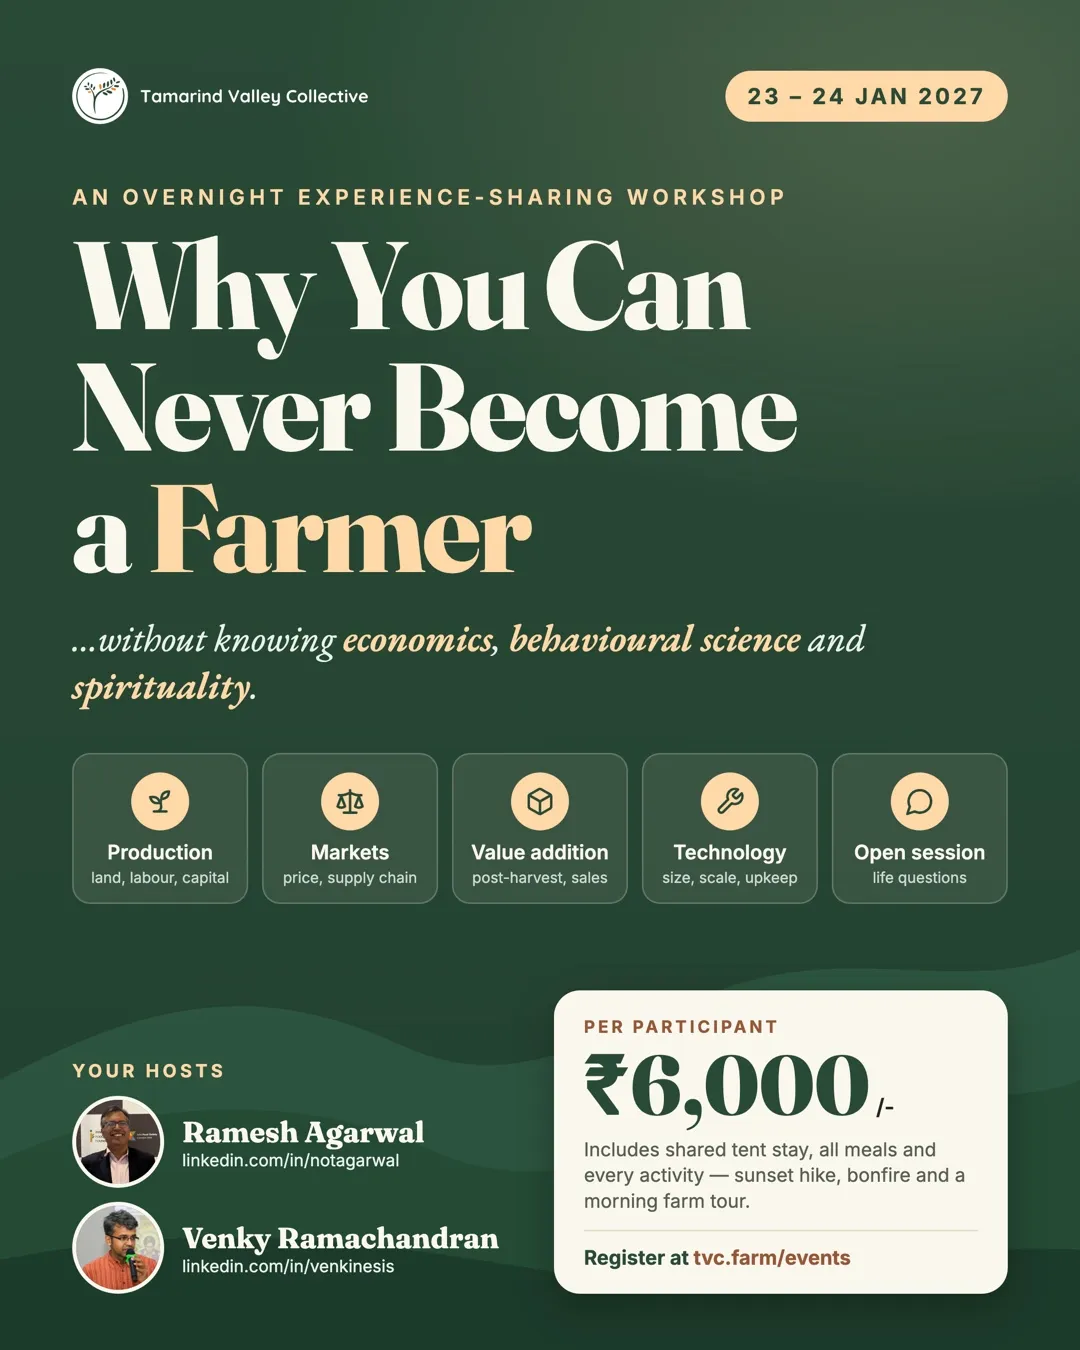 Tamarind Valley Collective
23 – 24 JAN 2027
AN OVERNIGHT EXPERIENCE-SHARING WORKSHOP
Why You Can
Never Become
a Farmer
...without knowing economics, behavioural science and
spirituality.
Production
land, labour, capital
Markets
price, supply chain
Value addition
post-harvest, sales
Technology
size, scale, upkeep
Open session
life questions
YOUR HOSTS
Ramesh Agarwal
linkedin.com/in/notagarwal
Venky Ramachandran
linkedin.com/in/venkinesis
PER PARTICIPANT
₹6,000/-
Includes shared tent stay, all meals and
every activity — sunset hike, bonfire and a
morning farm tour.
Register at tvc.farm/events